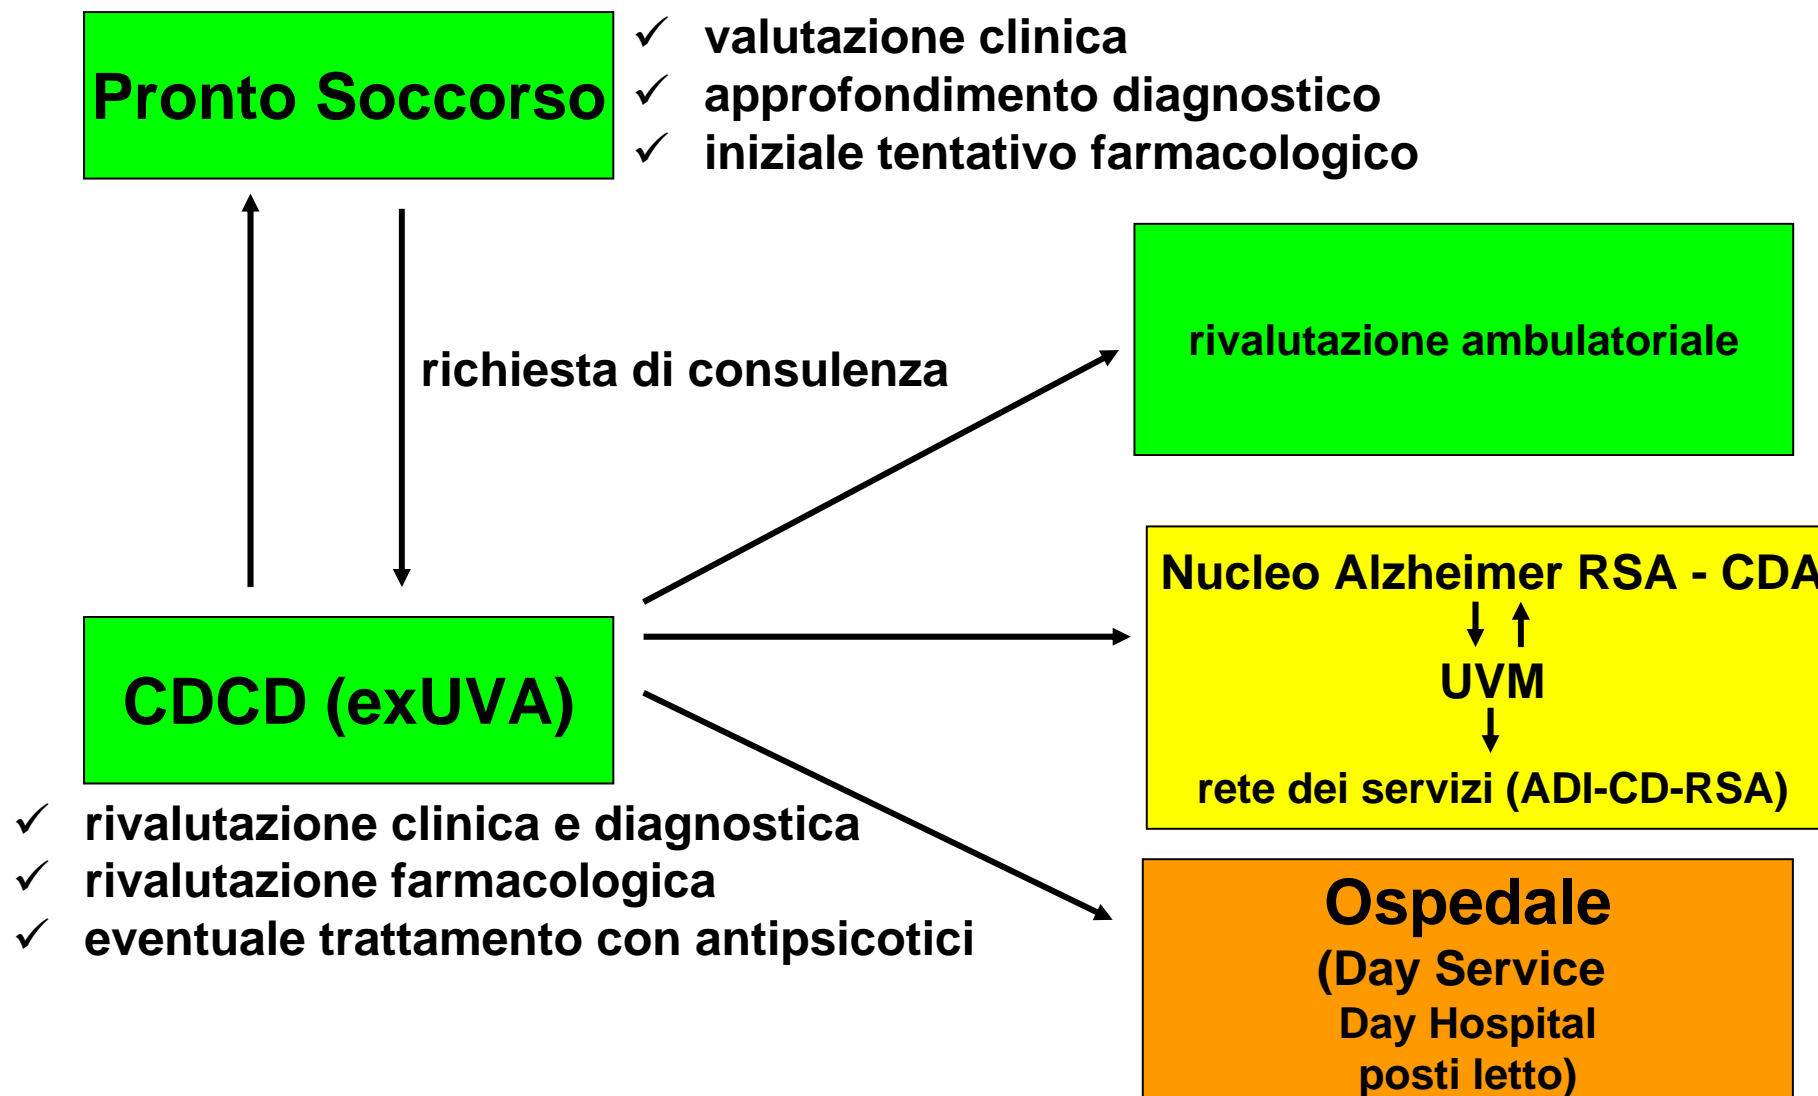 Pronto Soccorso
✓ valutazione clinica
✓ approfondimento diagnostico
✓ iniziale tentativo farmacologico
richiesta di consulenza
rivalutazione ambulatoriale
CDCD (exUVA)
✓ rivalutazione clinica e diagnostica
✓ rivalutazione farmacologica
✓ eventuale trattamento con antipsicotici
Nucleo Alzheimer RSA - CDA
UVM
rete dei servizi (ADI-CD-RSA)
Ospedale
(Day Service
Day Hospital
posti letto)